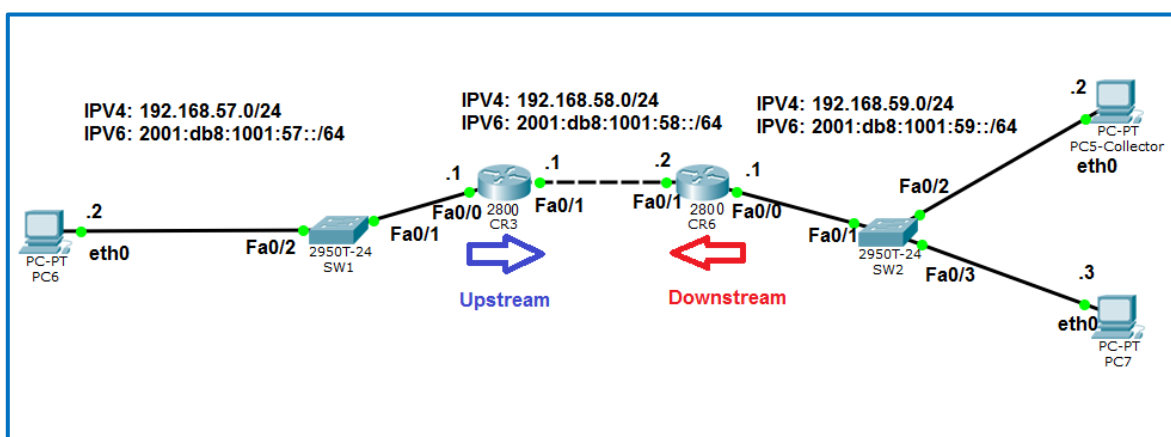 IPV4: 192.168.57.0/24
IPV6: 2001:db8:1001:57::/64
IPV4: 192.168.58.0/24
IPV6: 2001:db8:1001:58::/64
IPV4: 192.168.59.0/24
IPV6: 2001:db8:1001:59::/64
.2
PC-PT
PC5-Collector
eth0
.1
.1
.2
.1
Fa0/2
Fa0/0
2800
CR3
Fa0/1
Fa0/1
2800
CR6
Fa0/0
.2
eth0
PC-PT
PC6
Fa0/2
2950T-24
SW1
Fa0/1
Fa0/1
2950T-24
SW2
Fa0/3
.3
eth0
PC-PT
PC7
Upstream
Downstream